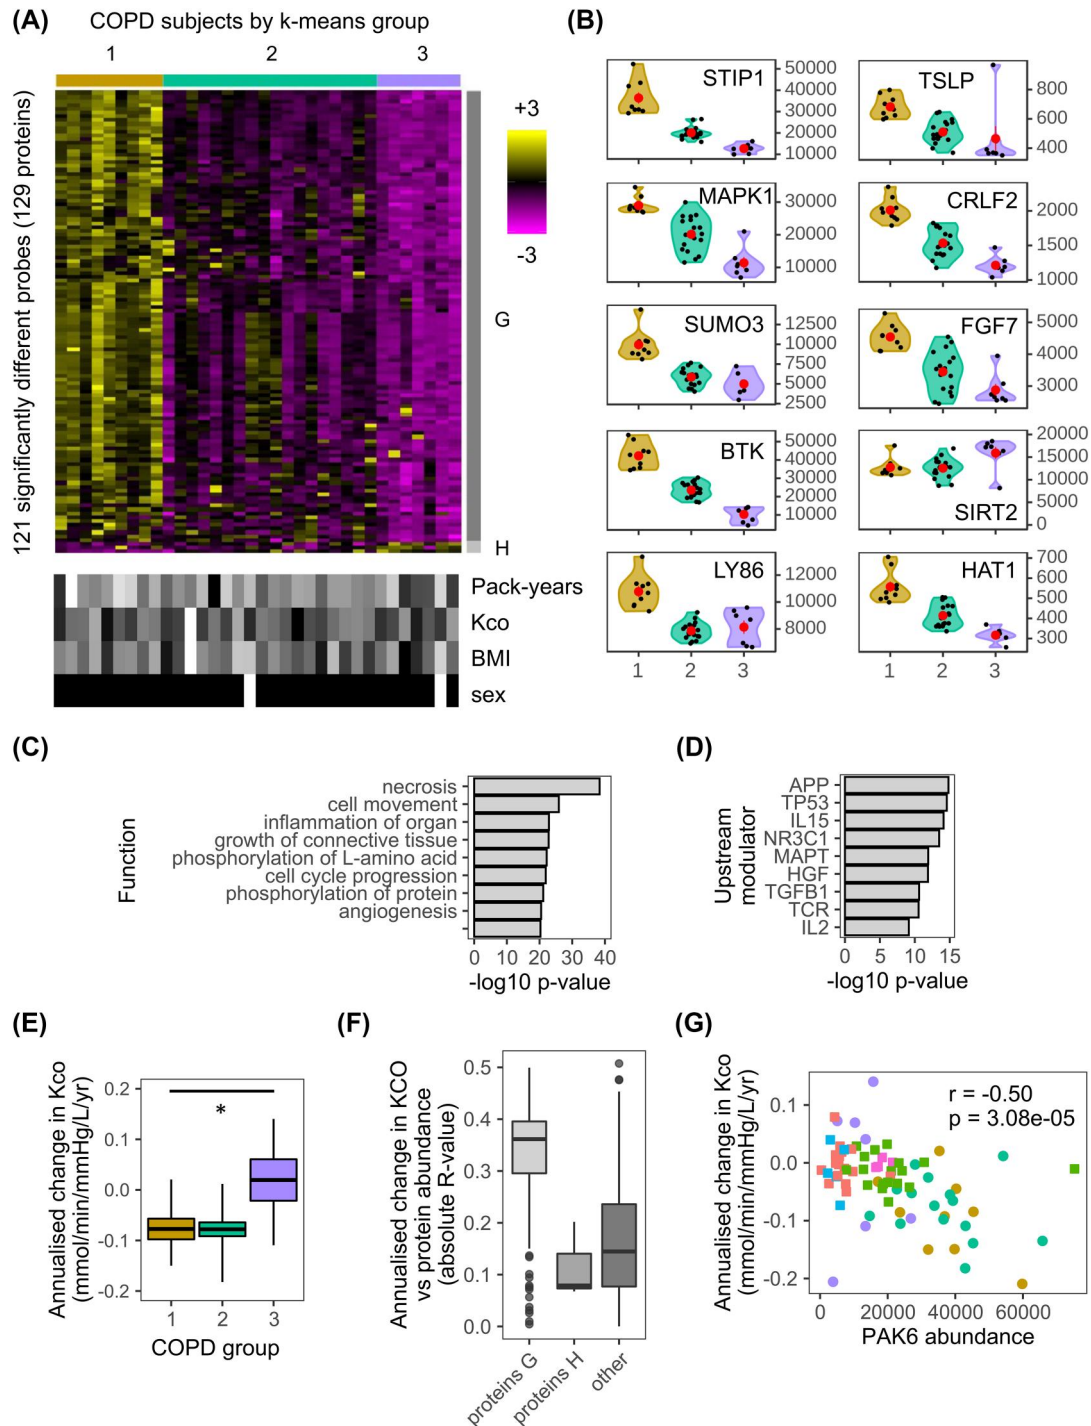 (A)
COPD subjects by k-means group
1 2 3
121 significantly different probes (129 proteins)
+3
-3
G
H
Pack-years
Kco
BMI
sex
(B)
STIP1
50000
40000
30000
20000
10000
TSLP
800
600
400
MAPK1
30000
20000
10000
CRLF2
2000
1500
1000
SUMO3
12500
10000
7500
5000
2500
FGF7
5000
4000
3000
BTK
50000
40000
30000
20000
10000
SIRT2
20000
15000
10000
5000
0
LY86
12000
10000
8000
HAT1
700
600
500
400
300
1 2 3
1 2 3
(C)
Function
necrosis
cell movement
inflammation of organ
growth of connective tissue
phosphorylation of L-amino acid
cell cycle progression
phosphorylation of protein
angiogenesis
0 10 20 30 40
-log10 p-value
(D)
Upstream
modulator
APP
TP53
IL15
NR3C1
MAPT
HGF
TGFB1
TCR
IL2
0 5 10 15
-log10 p-value
(E)
Annualised change in Kco
(mmol/min/mmHg/L/yr)
0.2
0.1
0.0
-0.1
-0.2
*
1 2 3
COPD group
(F)
Annualised change in KCO
vs protein abundance
(absolute R-value)
0.5
0.4
0.3
0.2
0.1
0.0
proteins G
proteins H
other
(G)
Annualised change in Kco
(mmol/min/mmHg/L/yr)
0.1
0.0
-0.1
-0.2
r = -0.50
p = 3.08e-05
0 20000 40000 60000
PAK6 abundance